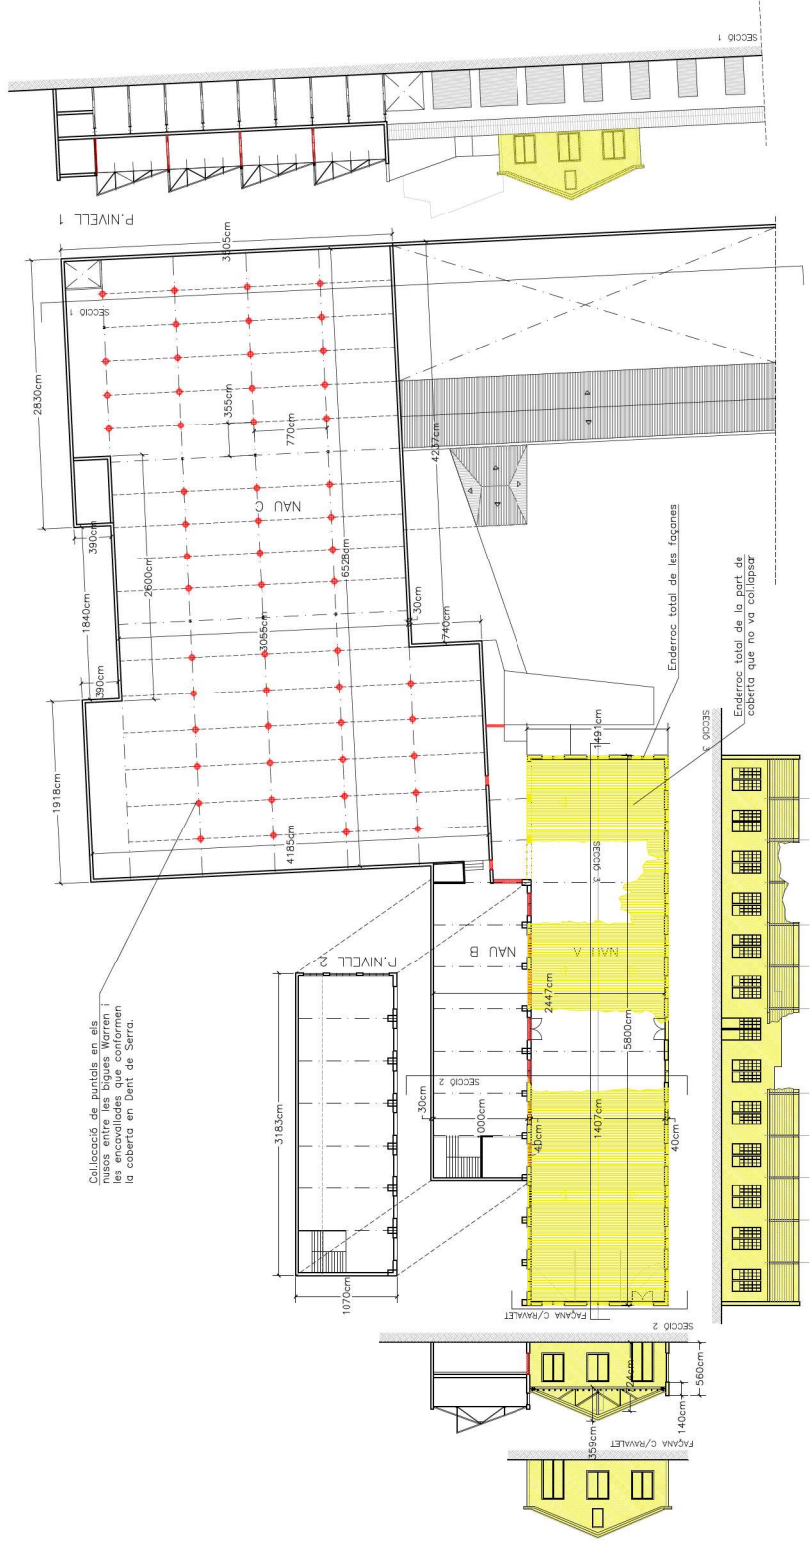 SECCIÓ 1
P.NIVELL 1
3505cm
SECCIÓ 1
2830cm
355cm
770cm
4237cm
NAU C
390cm
2600cm
6528cm
1840cm
30cm
3055cm
740cm
390cm
1918cm
4185cm
Enderroc total de les façanes
Enderroc total de la part de
coberta que no va col.lapsar
1491cm
SECCIÓ 3
SECCIÓ 3
P.NIVELL 2
NAU B
NAU A
2447cm
5800cm
Col.locació de puntals en els
nusos entre les bigues Warren i
les encavallades que conformen
la coberta en Dent de Serra.
3183cm
SECCIÓ 2
30cm
1000cm
1407cm
40cm
40cm
1070cm
FAÇANA C/RAVALET
SECCIÓ 2
560cm
140cm
359cm
FAÇANA C/RAVALET